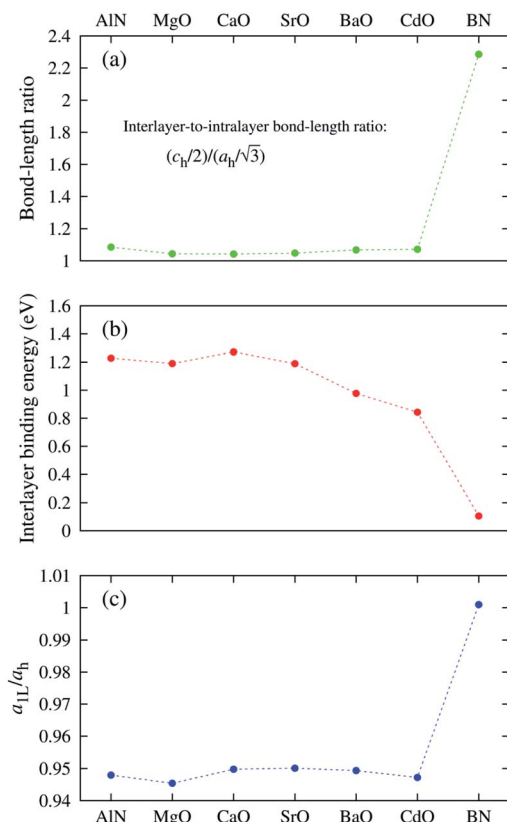 AlN MgO CaO SrO BaO CdO BN
2.4
(a)
2.2
2
Interlayer-to-intralayer bond-length ratio:
1.8
(c_h/2)/(a_h/√3)
1.6
1.4
1.2
1
Bond-length ratio
1.6
(b)
1.4
1.2
1
0.8
0.6
0.4
0.2
0
Interlayer binding energy (eV)
1.01
(c)
1
0.99
0.98
0.97
0.96
0.95
0.94
a_1L/a_h
AlN MgO CaO SrO BaO CdO BN